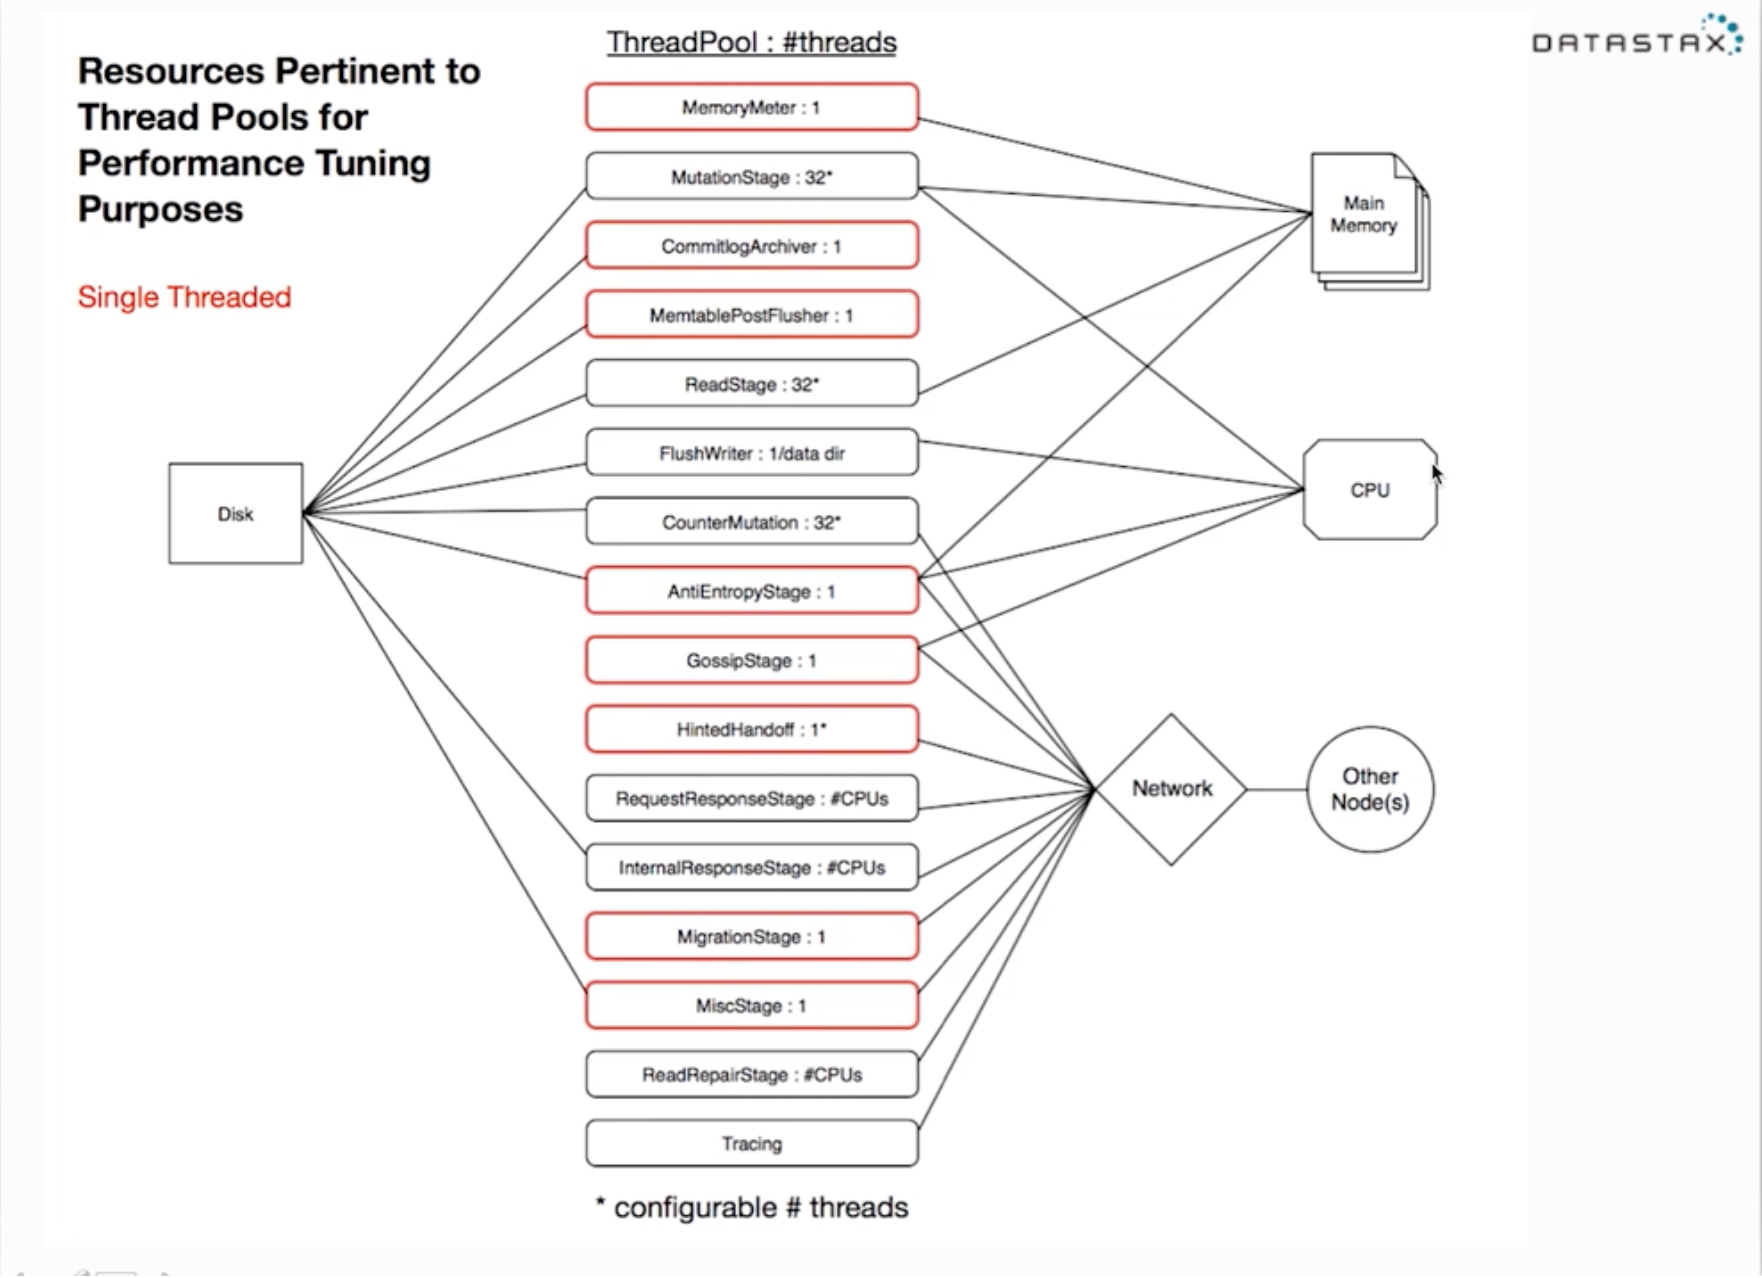 Resources Pertinent to
Thread Pools for
Performance Tuning
Purposes
Single Threaded
ThreadPool : #threads
MemoryMeter : 1
MutationStage : 32*
CommitlogArchiver : 1
MemtablePostFlusher : 1
ReadStage : 32*
FlushWriter : 1/data dir
CounterMutation : 32*
AntiEntropyStage : 1
GossipStage : 1
HintedHandoff : 1*
RequestResponseStage : #CPUs
InternalResponseStage : #CPUs
MigrationStage : 1
MiscStage : 1
ReadRepairStage : #CPUs
Tracing
* configurable # threads
Disk
Main
Memory
CPU
Network
Other
Node(s)
DATASTAX